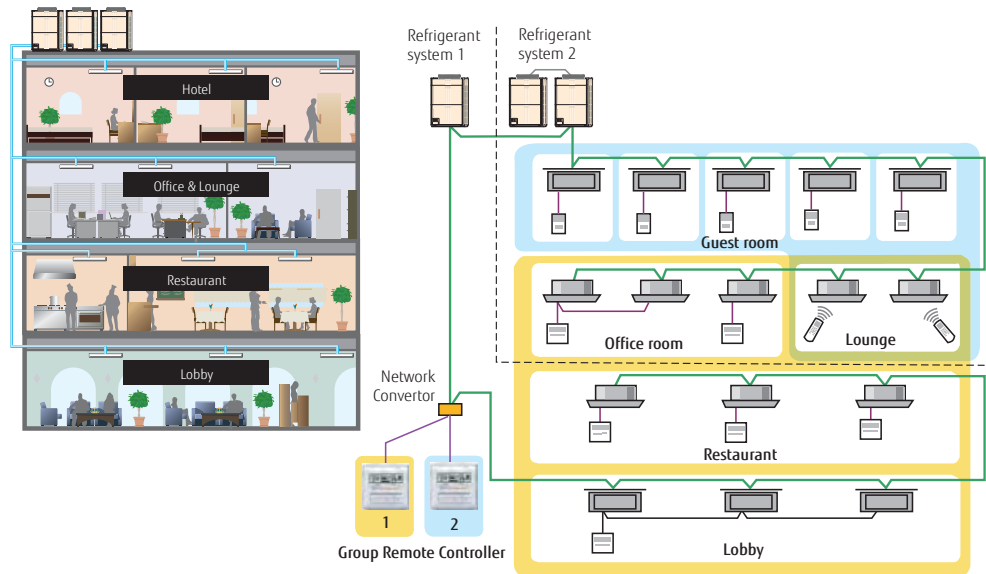 Hotel
Office & Lounge
Restaurant
Lobby
Refrigerant
system 1
Refrigerant
system 2
Guest room
Office room
Lounge
Network
Convertor
Restaurant
1
2
Group Remote Controller
Lobby